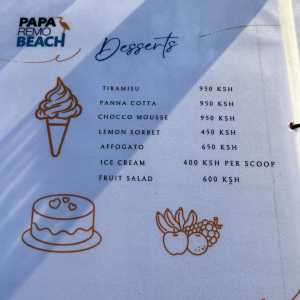 PAPA
REMO
BEACH
Desserts
TIRAMISU 950 KSH
PANNA COTTA 950 KSH
CHOCCO MOUSSE 950 KSH
LEMON SORBET 450 KSH
AFFOGATO 650 KSH
ICE CREAM 400 KSH PER SCOOP
FRUIT SALAD 600 KSH